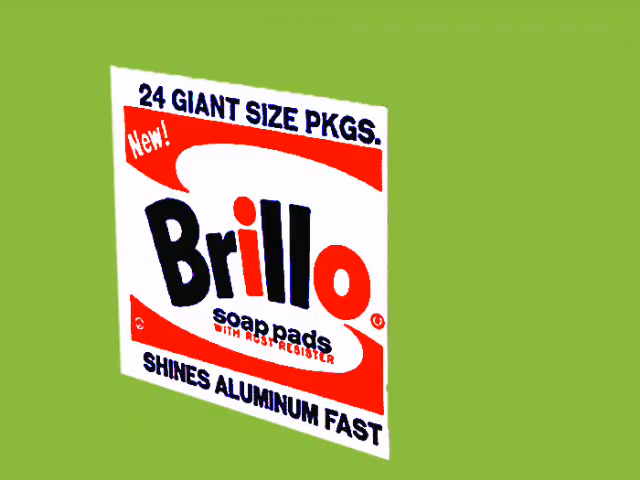 24 GIANT SIZE PKGS.
New!
Brillo
soap pads
WITH RUST RESISTER
SHINES ALUMINUM FAST